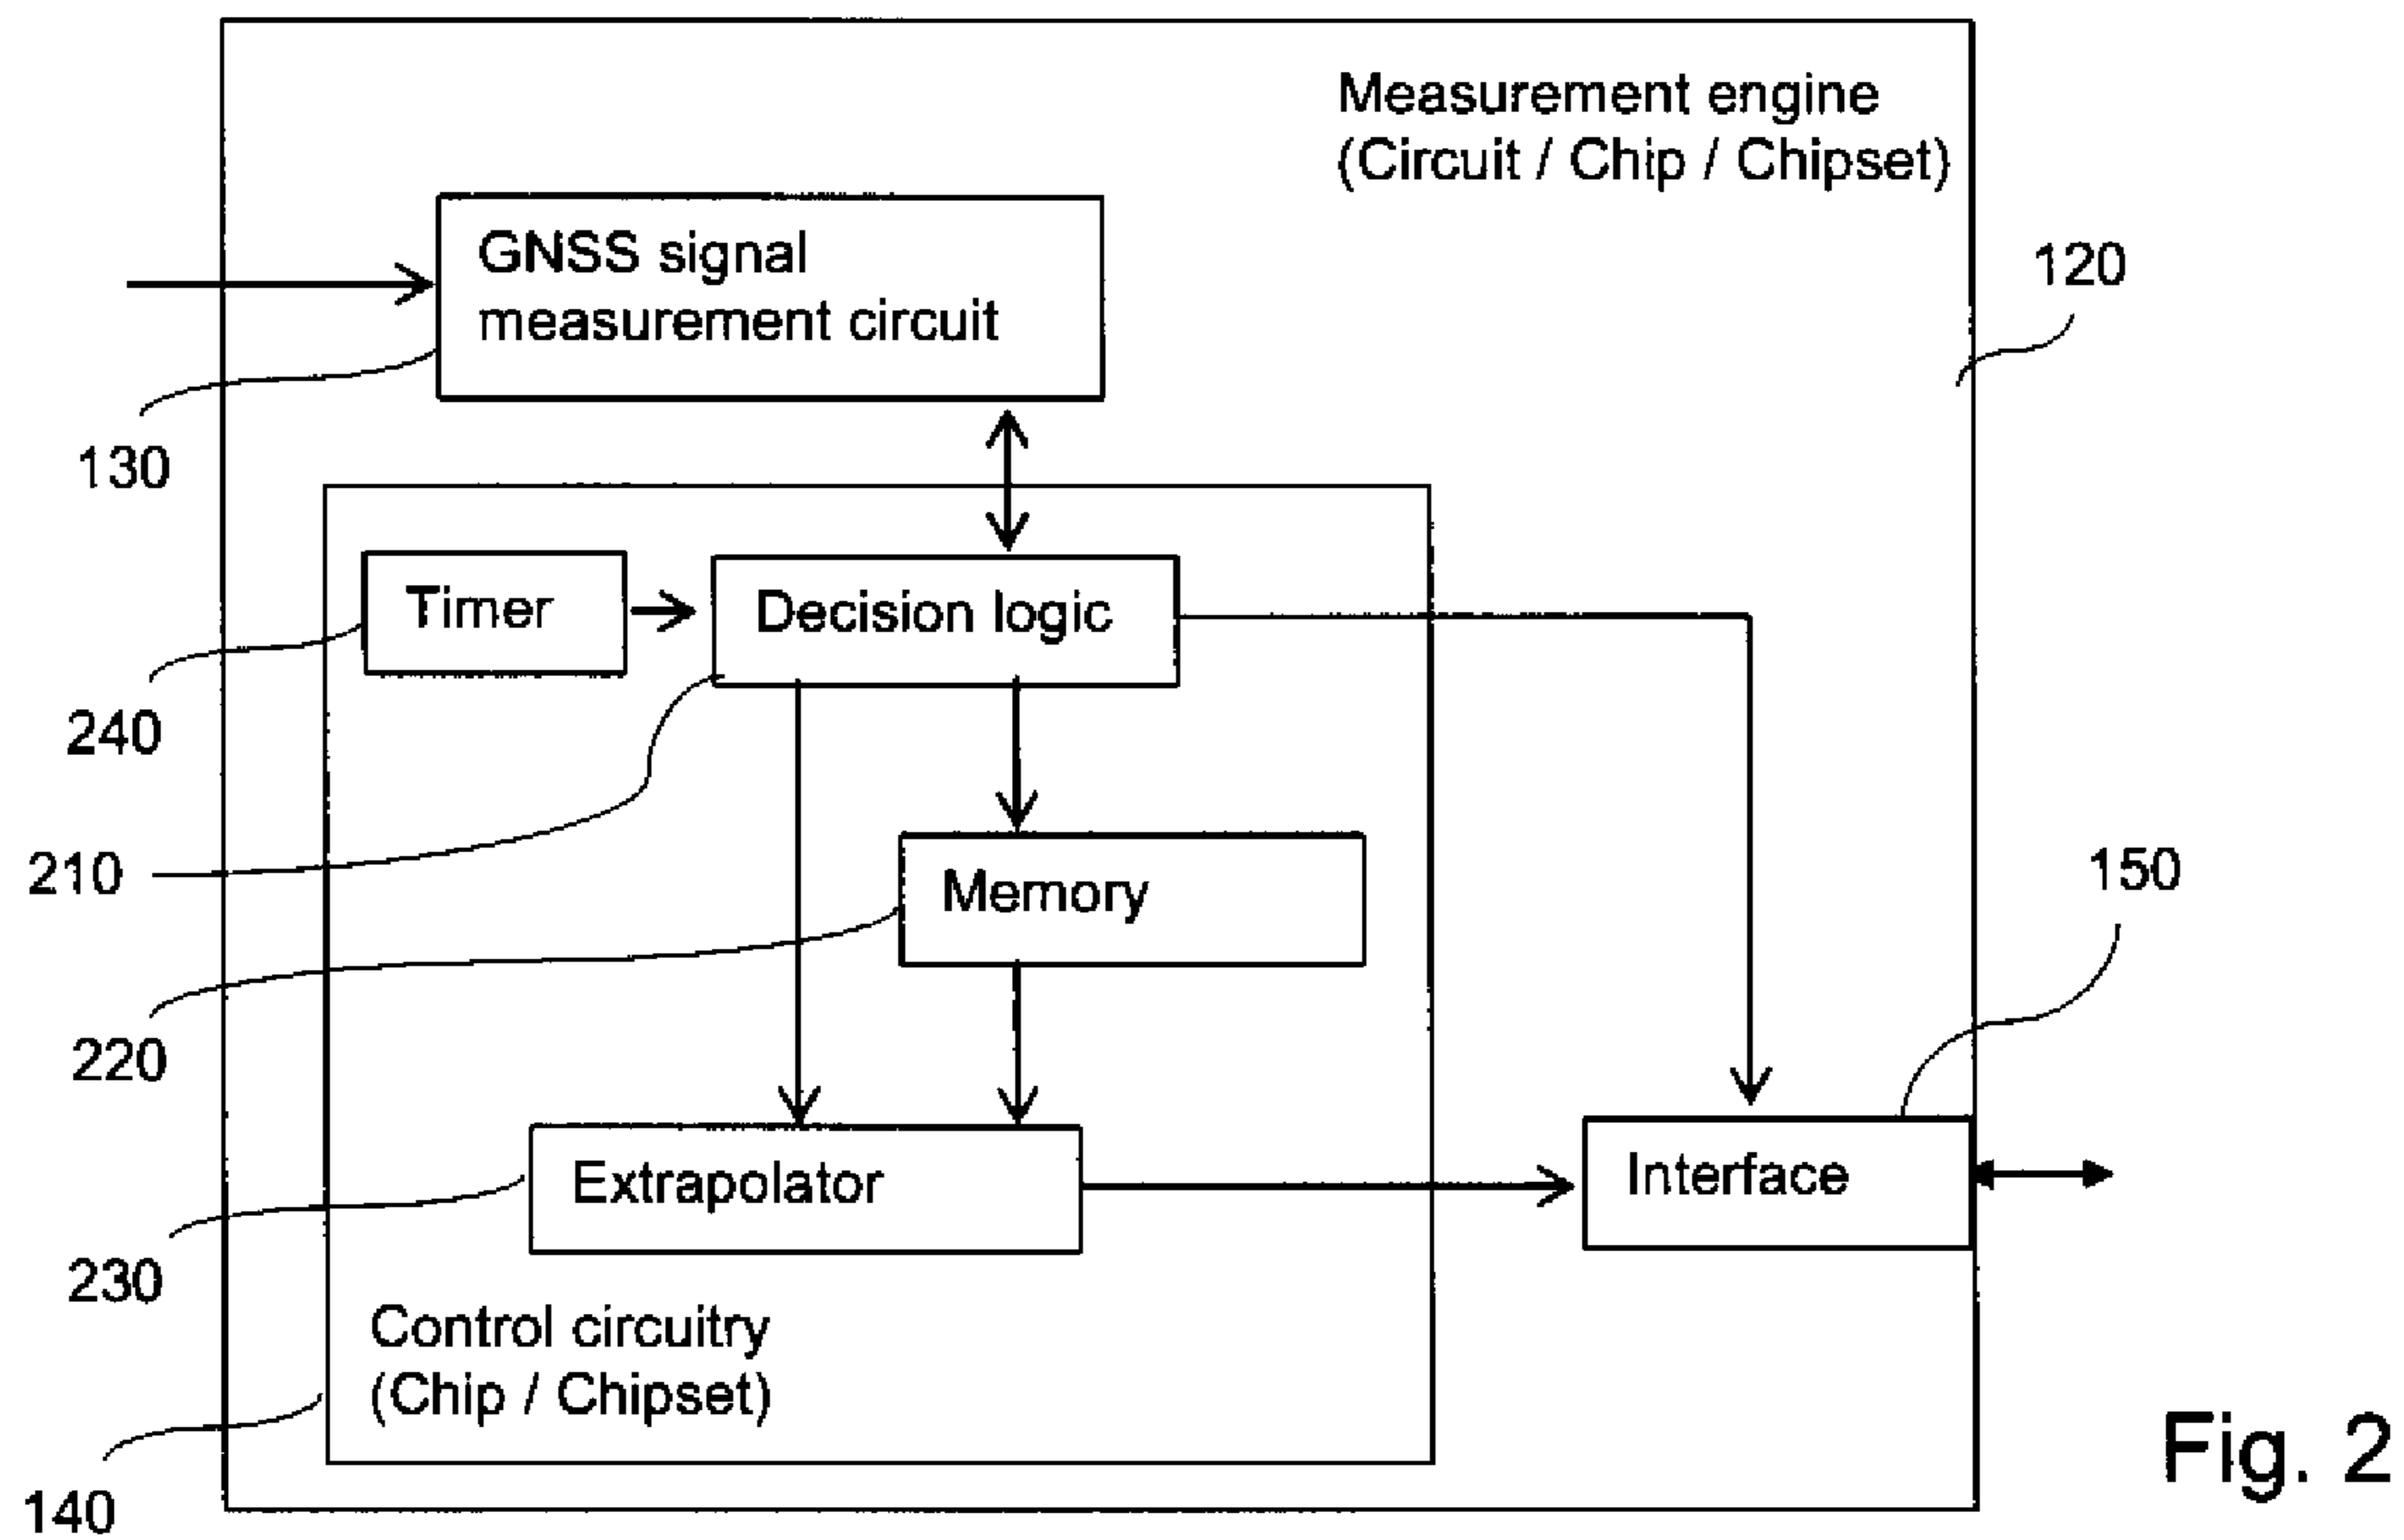 Measurement engine
(Circuit / Chip / Chipset)
GNSS signal
measurement circuit
120
130
Timer
Decision logic
240
210
Memory
150
220
Extrapolator
Interface
230
Control circuitry
(Chip / Chipset)
140
Fig. 2